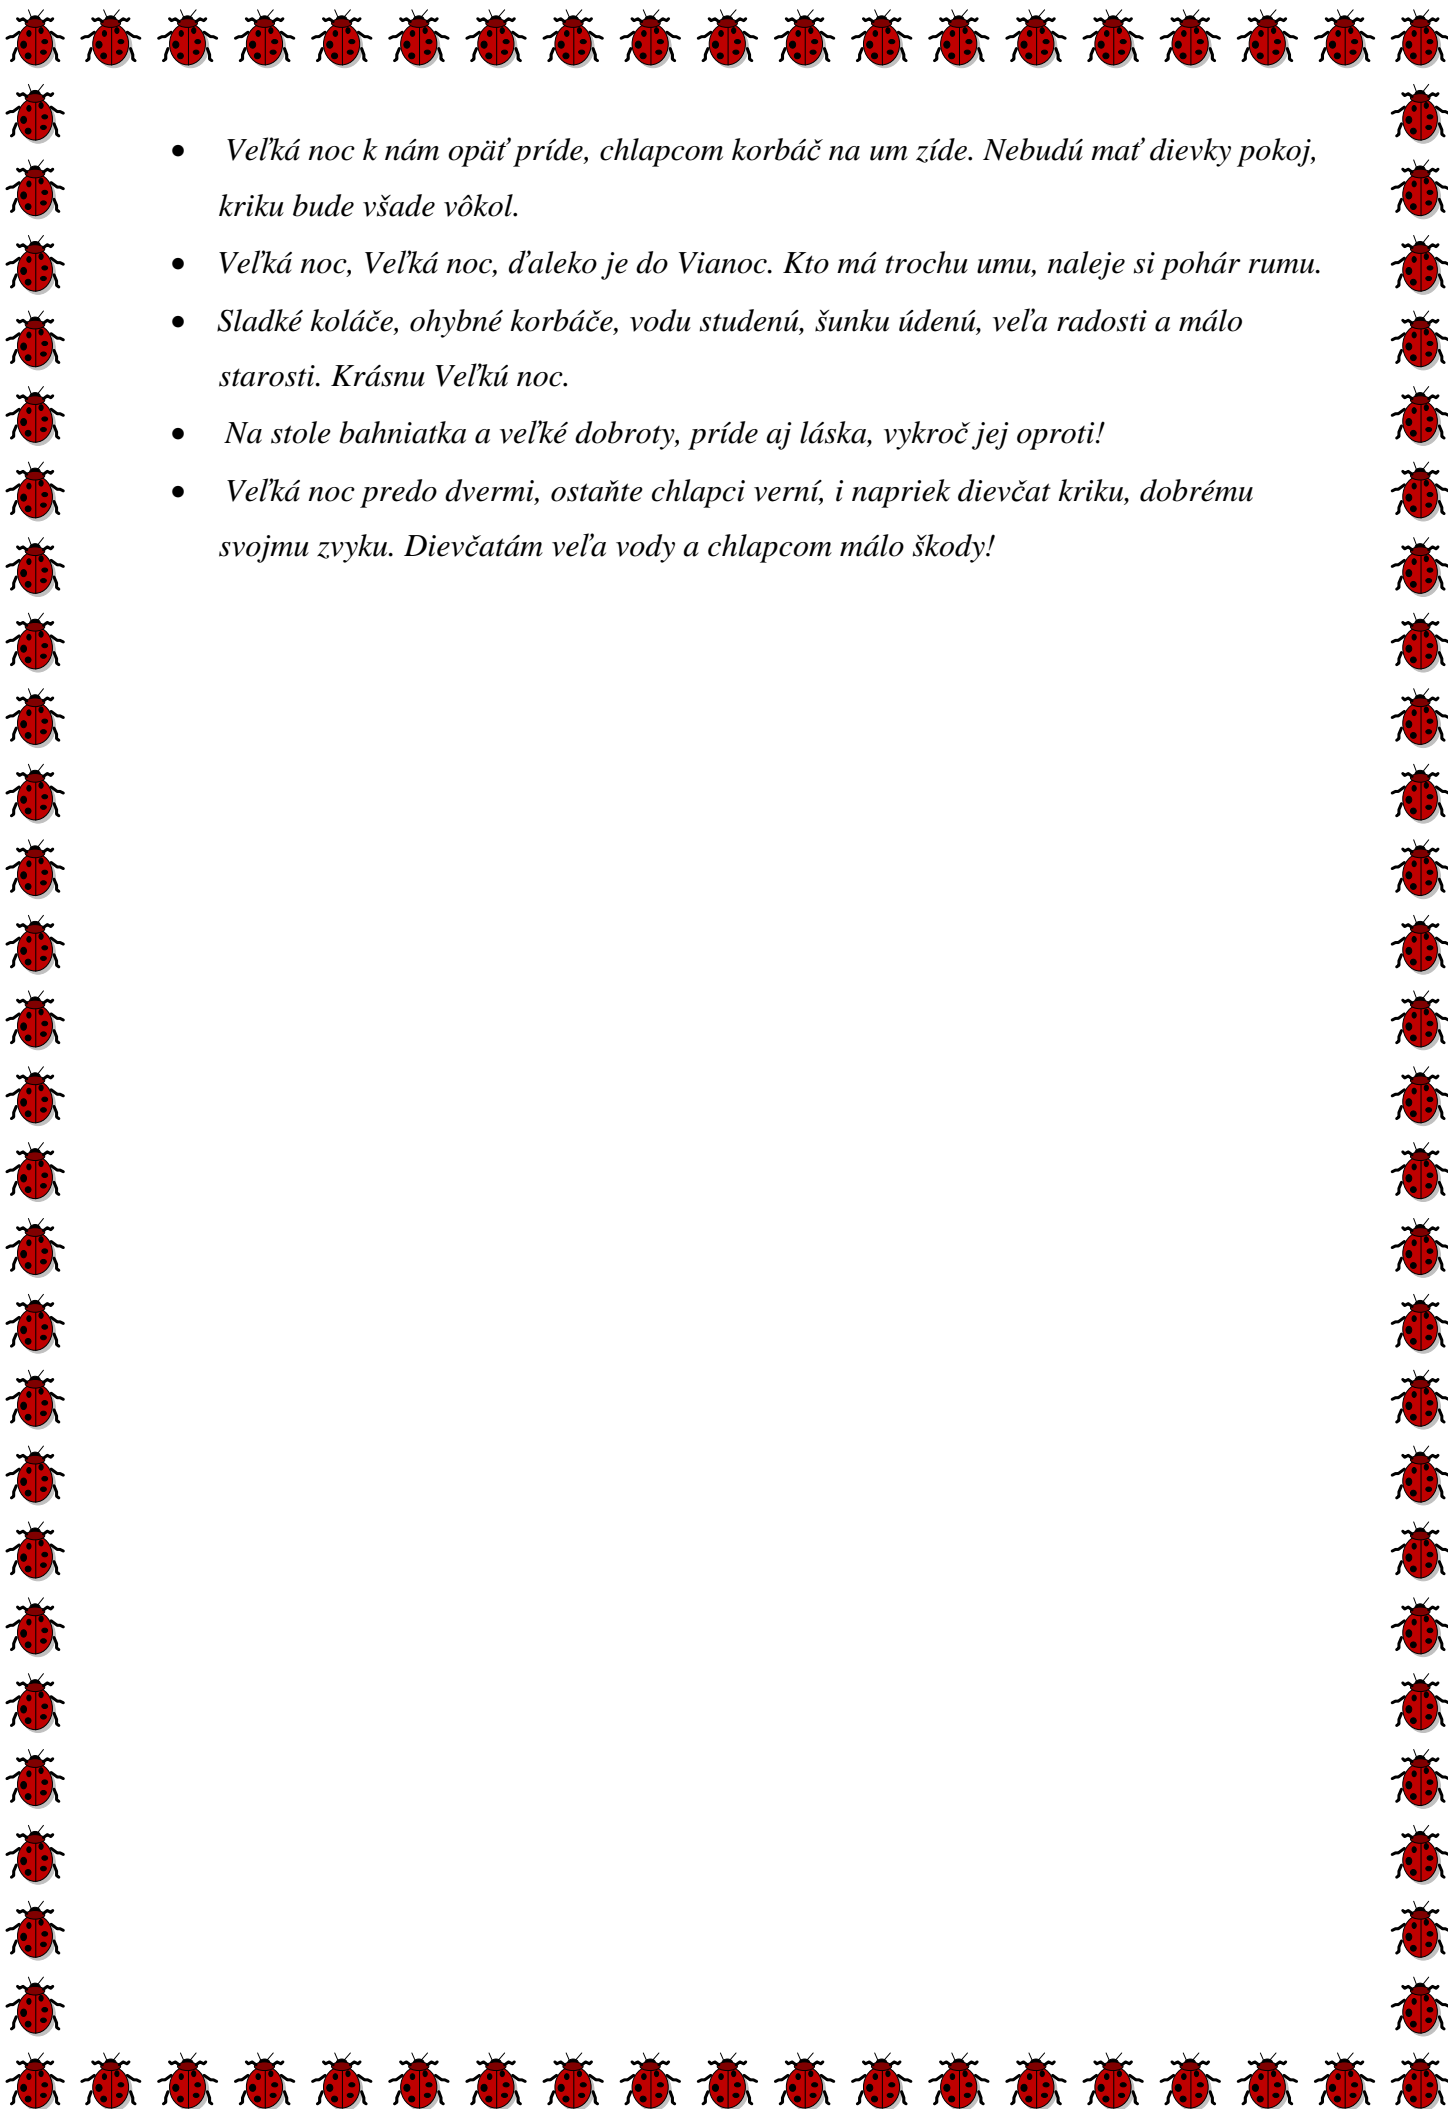 • Veľká noc k nám opäť príde, chlapcom korbáč na um zíde. Nebudú mať dievky pokoj,
kriku bude všade vôkol.
• Veľká noc, Veľká noc, ďaleko je do Vianoc. Kto má trochu umu, naleje si pohár rumu.
• Sladké koláče, ohybné korbáče, vodu studenú, šunku údenú, veľa radosti a málo
starosti. Krásnu Veľkú noc.
• Na stole bahniatka a veľké dobroty, príde aj láska, vykroč jej oproti!
• Veľká noc predo dvermi, ostaňte chlapci verní, i napriek dievčat kriku, dobrému
svojmu zvyku. Dievčatám veľa vody a chlapcom málo škody!